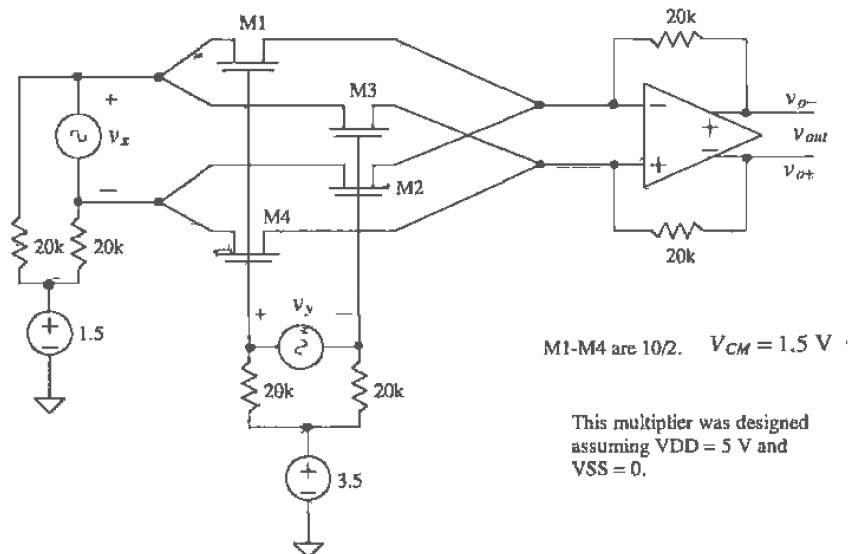 M1
20k
M3
+
v_x
−
−
+
v_o−
+
−
v_out
v_o+
M2
M4
20k
20k
20k
+
−
1.5
+
v_y
−
M1-M4 are 10/2. V_CM = 1.5 V
20k
20k
This multiplier was designed
assuming VDD = 5 V and
VSS = 0.
+
−
3.5